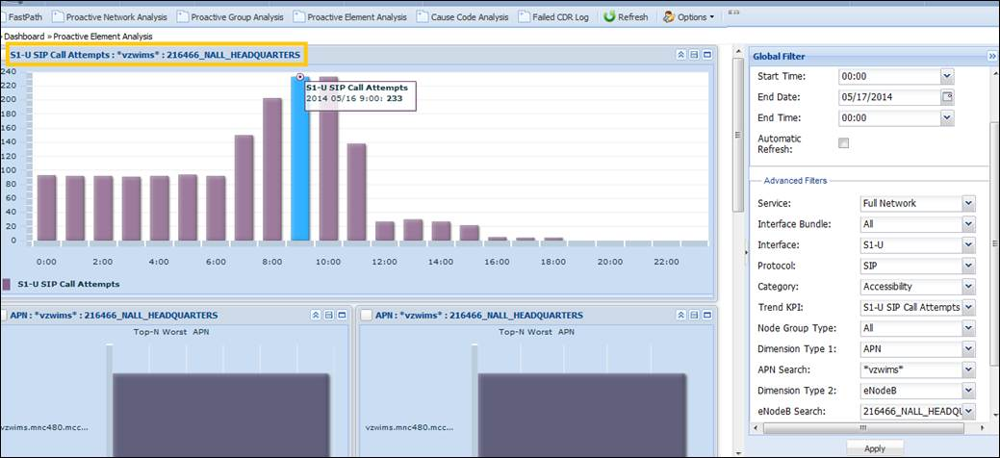 FastPath Proactive Network Analysis Proactive Group Analysis Proactive Element Analysis Cause Code Analysis Failed CDR Log Refresh Options
Dashboard » Proactive Element Analysis
S1-U SIP Call Attempts : *vzwims* : 216466_NALL_HEADQUARTERS
240
220
200
180
160
140
120
100
80
60
40
20
0
S1-U SIP Call Attempts
2014 05/16 9:00: 233
0:00 2:00 4:00 6:00 8:00 10:00 12:00 14:00 16:00 18:00 20:00 22:00
S1-U SIP Call Attempts
APN : *vzwims* : 216466_NALL_HEADQUARTERS
Top-N Worst APN
vzwims.mnc480.mcc...
APN : *vzwims* : 216466_NALL_HEADQUARTERS
Top-N Worst APN
vzwims.mnc480.mcc...
Global Filter
Start Time: 00:00
End Date: 05/17/2014
End Time: 00:00
Automatic
Refresh:
Advanced Filters
Service: Full Network
Interface Bundle: All
Interface: S1-U
Protocol: SIP
Category: Accessibility
Trend KPI: S1-U SIP Call Attempts
Node Group Type: All
Dimension Type 1: APN
APN Search: *vzwims*
Dimension Type 2: eNodeB
eNodeB Search: 216466_NALL_HEADQU
Apply